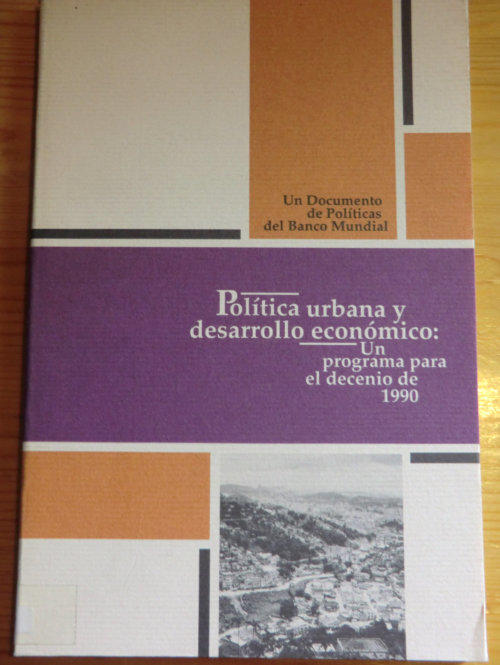 Un Documento
de Políticas
del Banco Mundial
Política urbana y
desarrollo económico:
Un
programa para
el decenio de
1990